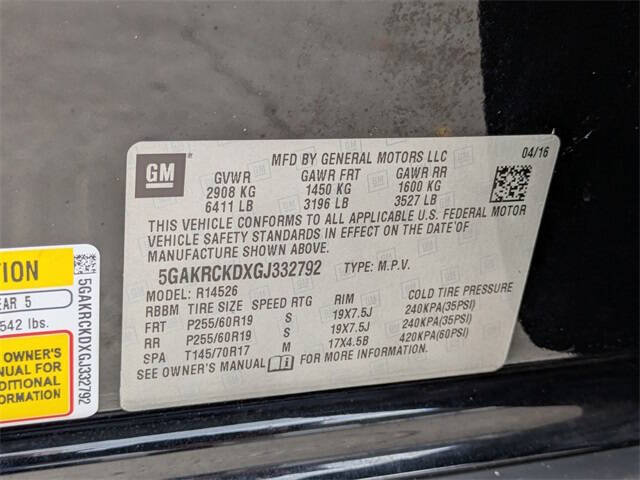 GM
MFD BY GENERAL MOTORS LLC 04/16
GVWR GAWR FRT GAWR RR
2908 KG 1450 KG 1600 KG
6411 LB 3196 LB 3527 LB
THIS VEHICLE CONFORMS TO ALL APPLICABLE U.S. FEDERAL MOTOR
VEHICLE SAFETY STANDARDS IN EFFECT ON THE DATE OF
MANUFACTURE SHOWN ABOVE.
5GAKRCKDXGJ332792 TYPE: M.P.V.
MODEL: R14526
RBBM TIRE SIZE SPEED RTG RIM COLD TIRE PRESSURE
FRT P255/60R19 S 19X7.5J 240KPA(35PSI)
RR P255/60R19 S 19X7.5J 240KPA(35PSI)
SPA T145/70R17 M 17X4.5B 420KPA(60PSI)
SEE OWNER'S MANUAL FOR MORE INFORMATION.
TION
EAR 5
542 lbs.
OWNER'S
MANUAL FOR
ADDITIONAL
INFORMATION
5GAKRCKDXGJ332792